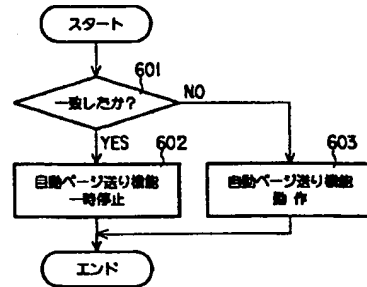 スタート
601
一致したか?
NO
YES
602
603
自動ページ送り機能
一時停止
自動ページ送り機能
動作
エンド